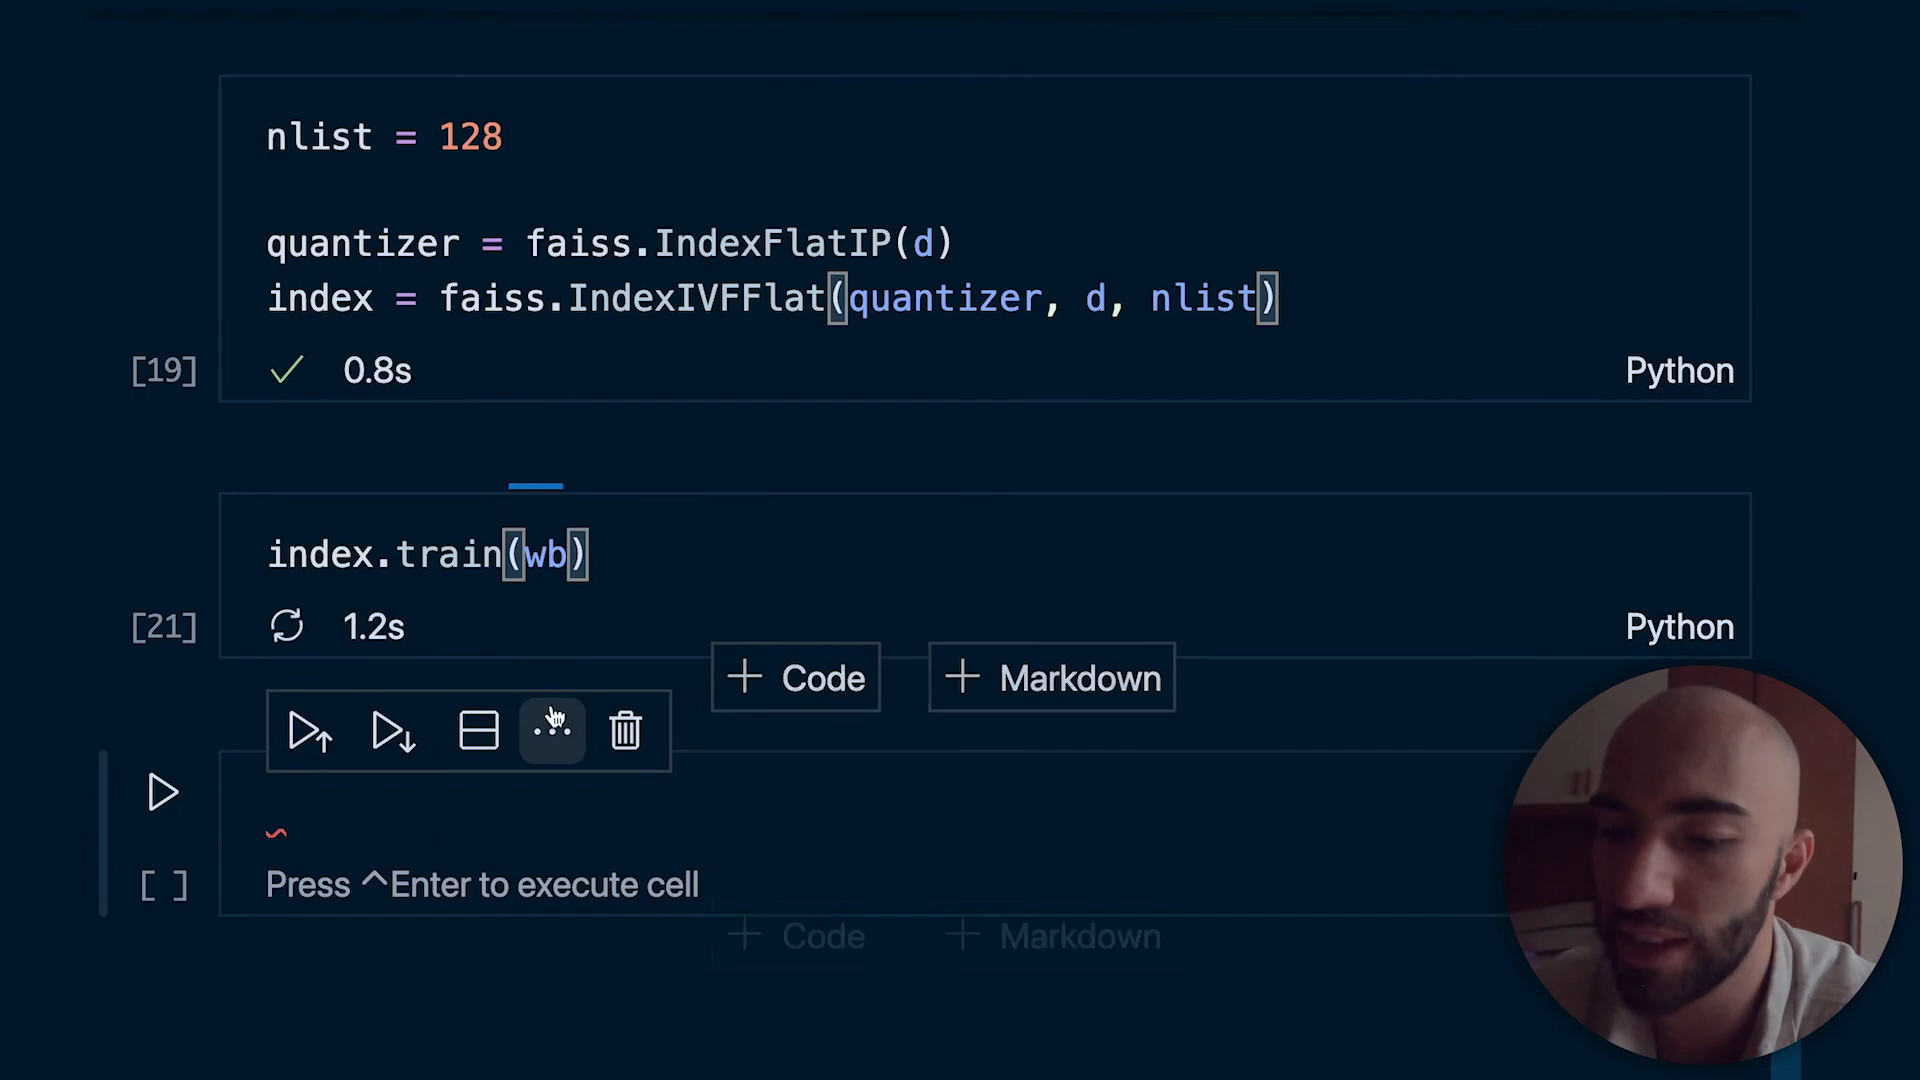 nlist = 128
quantizer = faiss.IndexFlatIP(d)
index = faiss.IndexIVFFlat(quantizer, d, nlist)
[19] 0.8s Python
index.train(wb)
[21] 1.2s Python
+ Code + Markdown
[ ] Press ^Enter to execute cell
+ Code + Markdown